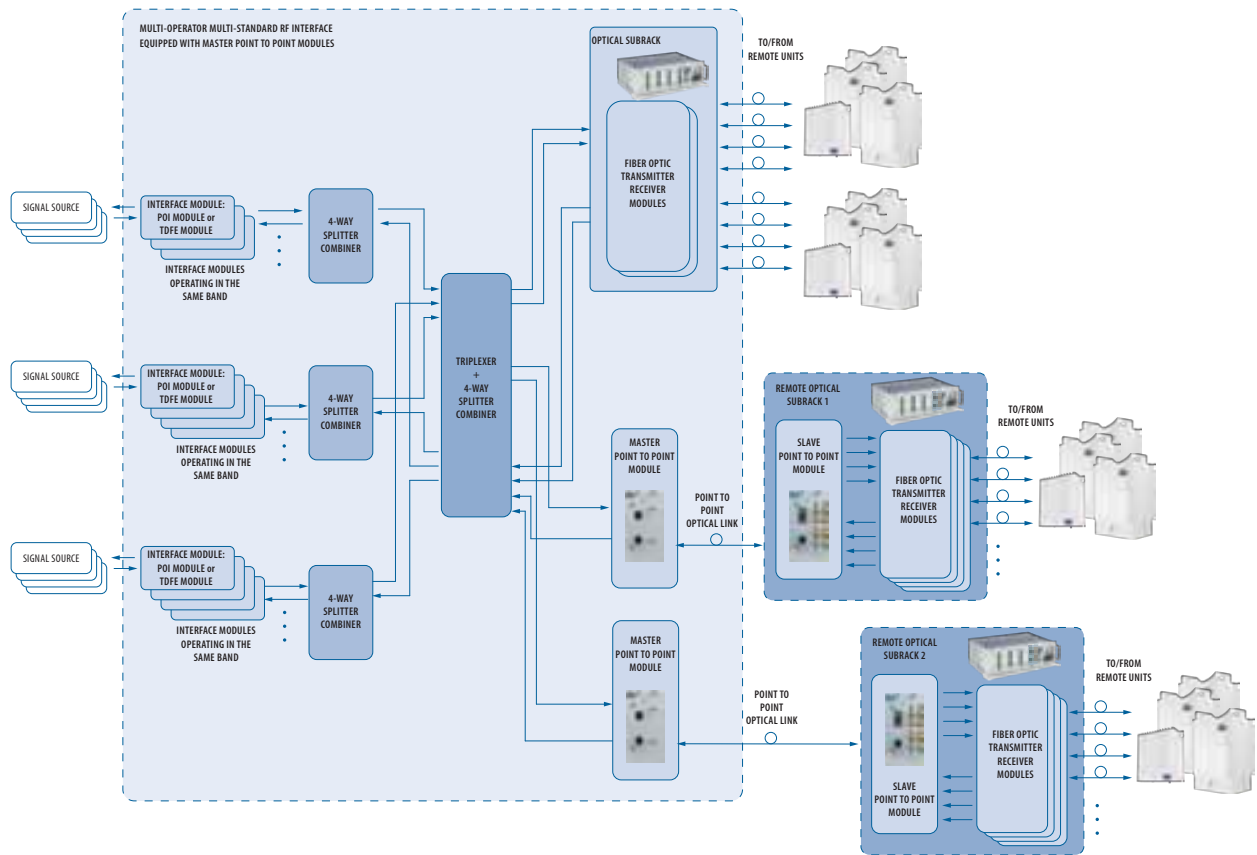 MULTI-OPERATOR MULTI-STANDARD RF INTERFACE
EQUIPPED WITH MASTER POINT TO POINT MODULES
OPTICAL SUBRACK
TO/FROM
REMOTE UNITS
FIBER OPTIC
TRANSMITTER
RECEIVER
MODULES
SIGNAL SOURCE
INTERFACE MODULE:
POI MODULE or
TDFE MODULE
INTERFACE MODULES
OPERATING IN THE
SAME BAND
4-WAY
SPLITTER
COMBINER
SIGNAL SOURCE
INTERFACE MODULE:
POI MODULE or
TDFE MODULE
INTERFACE MODULES
OPERATING IN THE
SAME BAND
4-WAY
SPLITTER
COMBINER
TRIPLEXER
+
4-WAY
SPLITTER
COMBINER
SIGNAL SOURCE
INTERFACE MODULE:
POI MODULE or
TDFE MODULE
INTERFACE MODULES
OPERATING IN THE
SAME BAND
4-WAY
SPLITTER
COMBINER
MASTER
POINT TO POINT
MODULE
POINT TO
POINT
OPTICAL LINK
REMOTE OPTICAL
SUBRACK 1
SLAVE
POINT TO POINT
MODULE
FIBER OPTIC
TRANSMITTER
RECEIVER
MODULES
TO/FROM
REMOTE UNITS
MASTER
POINT TO POINT
MODULE
POINT TO
POINT
OPTICAL LINK
REMOTE OPTICAL
SUBRACK 2
SLAVE
POINT TO POINT
MODULE
FIBER OPTIC
TRANSMITTER
RECEIVER
MODULES
TO/FROM
REMOTE UNITS